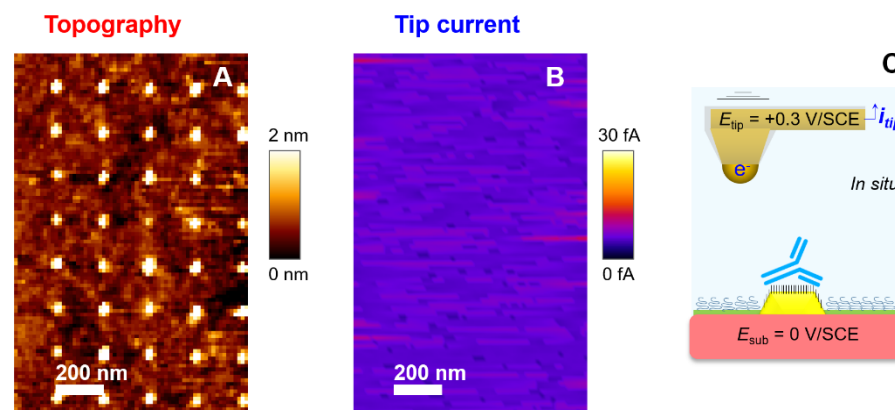 Topography
Tip current
A
B
C
2 nm
0 nm
200 nm
30 fA
0 fA
200 nm
E_tip = +0.3 V/SCE
i_ti
e-
In situ
E_sub = 0 V/SCE